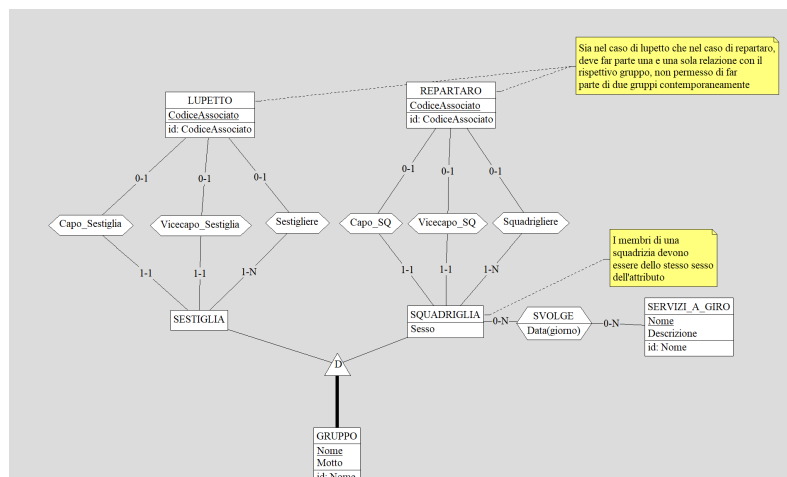 Sia nel caso di lupetto che nel caso di repartaro,
deve far parte una e una sola relazione con il
rispettivo gruppo, non permesso di far
parte di due gruppi contemporaneamente
LUPETTO
CodiceAssociato
id: CodiceAssociato
REPARTARO
CodiceAssociato
id: CodiceAssociato
0-1
0-1
0-1
0-1
0-1
0-1
Capo_Sestiglia
Vicecapo_Sestiglia
Sestigliere
Capo_SQ
Vicecapo_SQ
Squadrigliere
I membri di una
squadrizia devono
essere dello stesso sesso
dell'attributo
1-1
1-1
1-N
1-1
1-1
1-N
SESTIGLIA
SQUADRIGLIA
Sesso
0-N
SVOLGE
Data(giorno)
0-N
SERVIZI_A_GIRO
Nome
Descrizione
id: Nome
D
GRUPPO
Nome
Motto
id: Nome